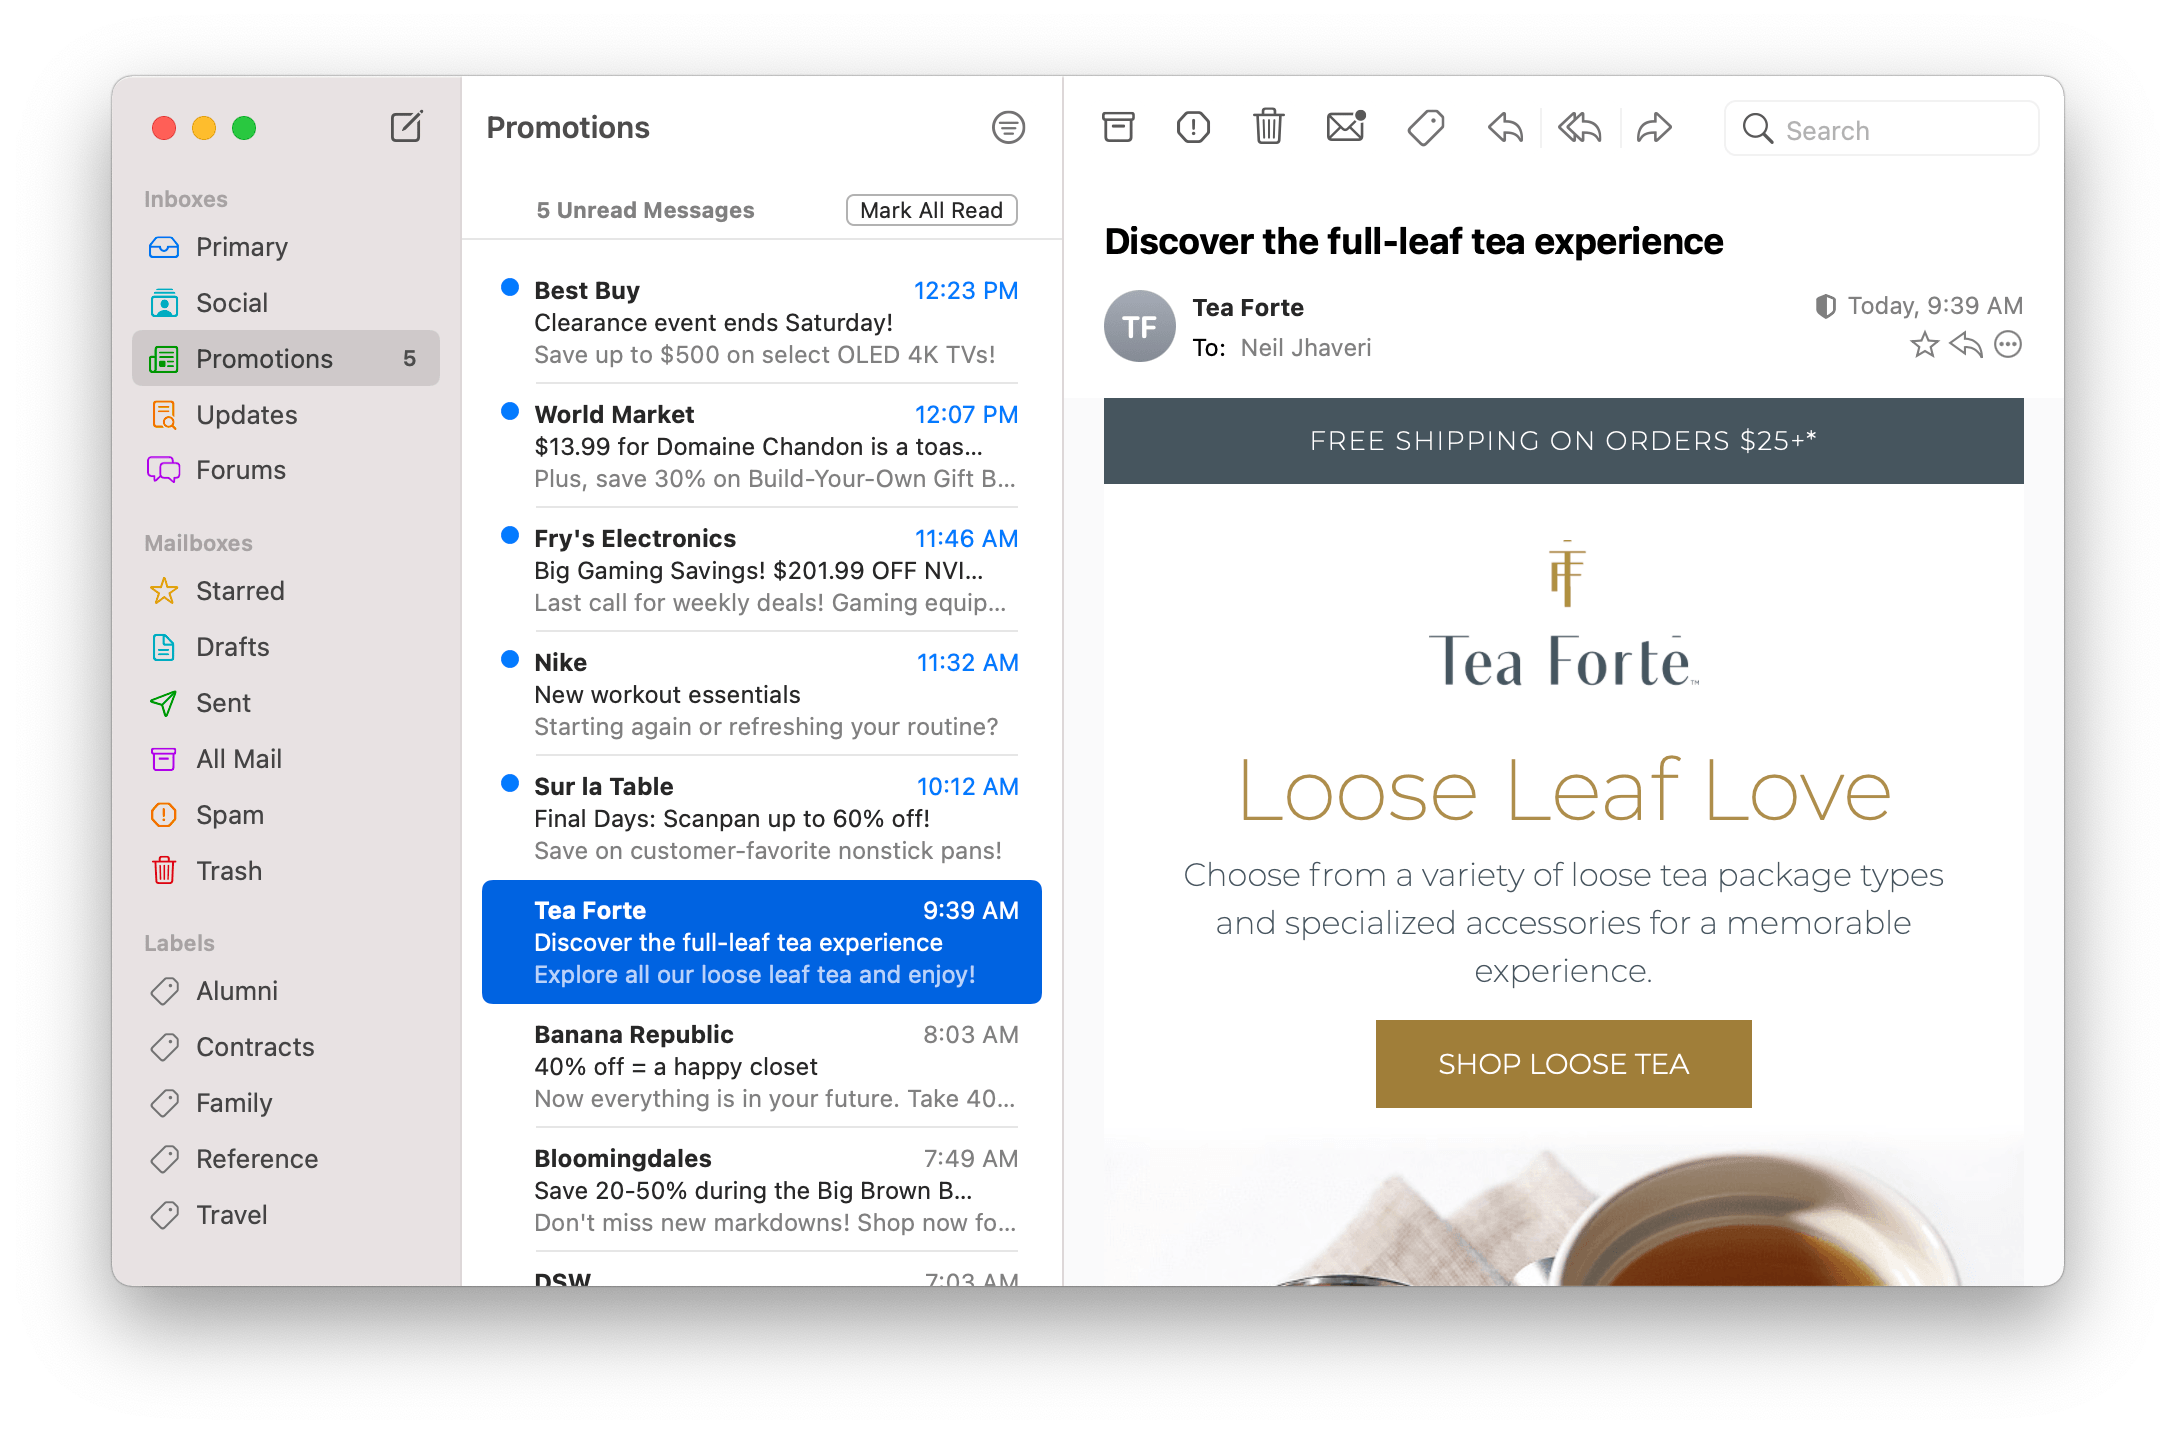 Inboxes
Primary
Social
Promotions 5
Updates
Forums
Mailboxes
Starred
Drafts
Sent
All Mail
Spam
Trash
Labels
Alumni
Contracts
Family
Reference
Travel
Promotions
5 Unread Messages Mark All Read
Best Buy 12:23 PM
Clearance event ends Saturday!
Save up to $500 on select OLED 4K TVs!
World Market 12:07 PM
$13.99 for Domaine Chandon is a toas...
Plus, save 30% on Build-Your-Own Gift B...
Fry's Electronics 11:46 AM
Big Gaming Savings! $201.99 OFF NVI...
Last call for weekly deals! Gaming equip...
Nike 11:32 AM
New workout essentials
Starting again or refreshing your routine?
Sur la Table 10:12 AM
Final Days: Scanpan up to 60% off!
Save on customer-favorite nonstick pans!
Tea Forte 9:39 AM
Discover the full-leaf tea experience
Explore all our loose leaf tea and enjoy!
Banana Republic 8:03 AM
40% off = a happy closet
Now everything is in your future. Take 40...
Bloomingdales 7:49 AM
Save 20-50% during the Big Brown B...
Don't miss new markdowns! Shop now fo...
DSW 7:03 AM
Search
Discover the full-leaf tea experience
TF
Tea Forte Today, 9:39 AM
To: Neil Jhaveri
FREE SHIPPING ON ORDERS $25+*
Tea Fortē™
Loose Leaf Love
Choose from a variety of loose tea package types
and specialized accessories for a memorable
experience.
SHOP LOOSE TEA